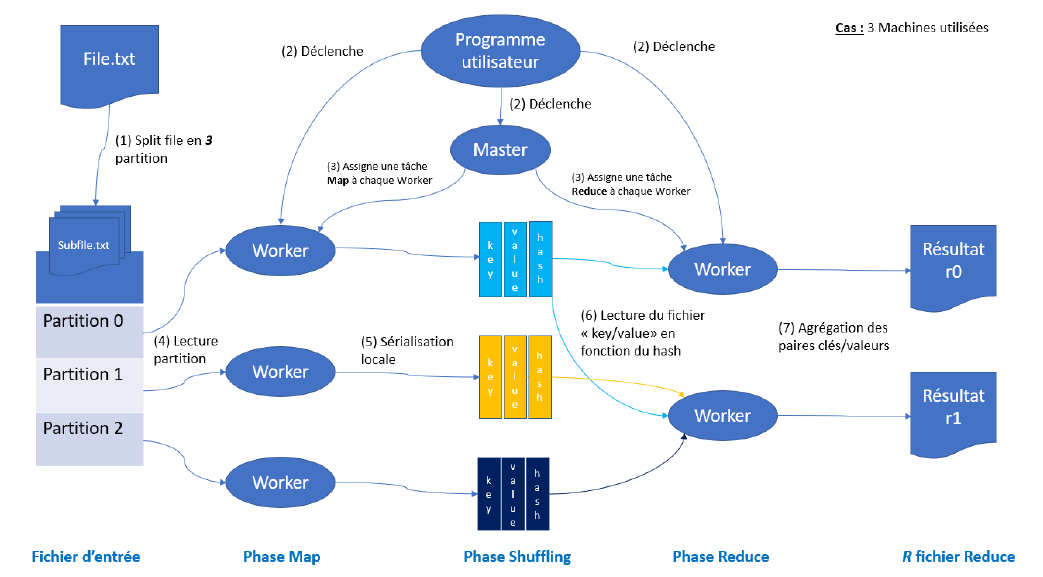 Cas : 3 Machines utilisées
File.txt
Programme
utilisateur
(2) Déclenche
(2) Déclenche
(2) Déclenche
(1) Split file en 3
partition
Master
(3) Assigne une tâche
Map à chaque Worker
(3) Assigne une tâche
Reduce à chaque Worker
Subfile.txt
Worker
key
value
hash
Worker
Résultat
r0
Partition 0
(4) Lecture
partition
(5) Sérialisation
locale
(6) Lecture du fichier
« key/value» en
fonction du hash
(7) Agrégation des
paires clés/valeurs
Partition 1
Worker
key
value
hash
Worker
Résultat
r1
Partition 2
Worker
key
value
hash
Fichier d'entrée
Phase Map
Phase Shuffling
Phase Reduce
R fichier Reduce